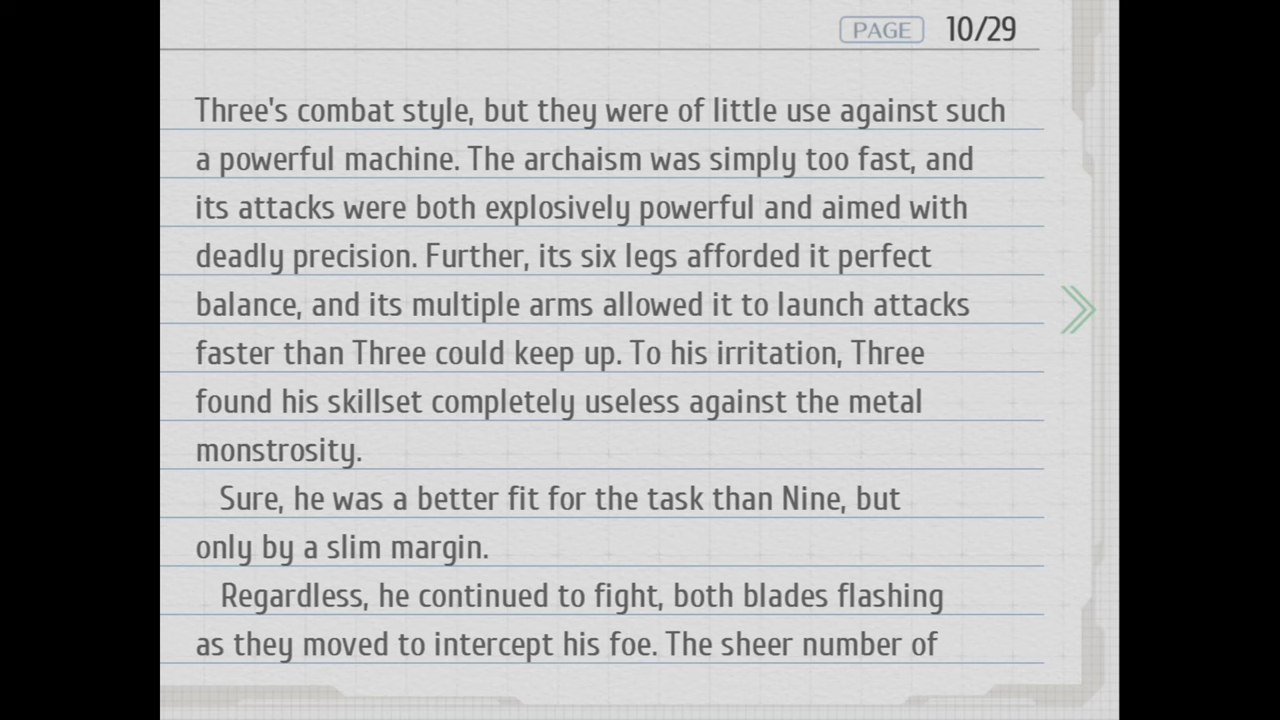 PAGE 10/29
Three's combat style, but they were of little use against such
a powerful machine. The archaism was simply too fast, and
its attacks were both explosively powerful and aimed with
deadly precision. Further, its six legs afforded it perfect
balance, and its multiple arms allowed it to launch attacks
faster than Three could keep up. To his irritation, Three
found his skillset completely useless against the metal
monstrosity.
Sure, he was a better fit for the task than Nine, but
only by a slim margin.
Regardless, he continued to fight, both blades flashing
as they moved to intercept his foe. The sheer number of